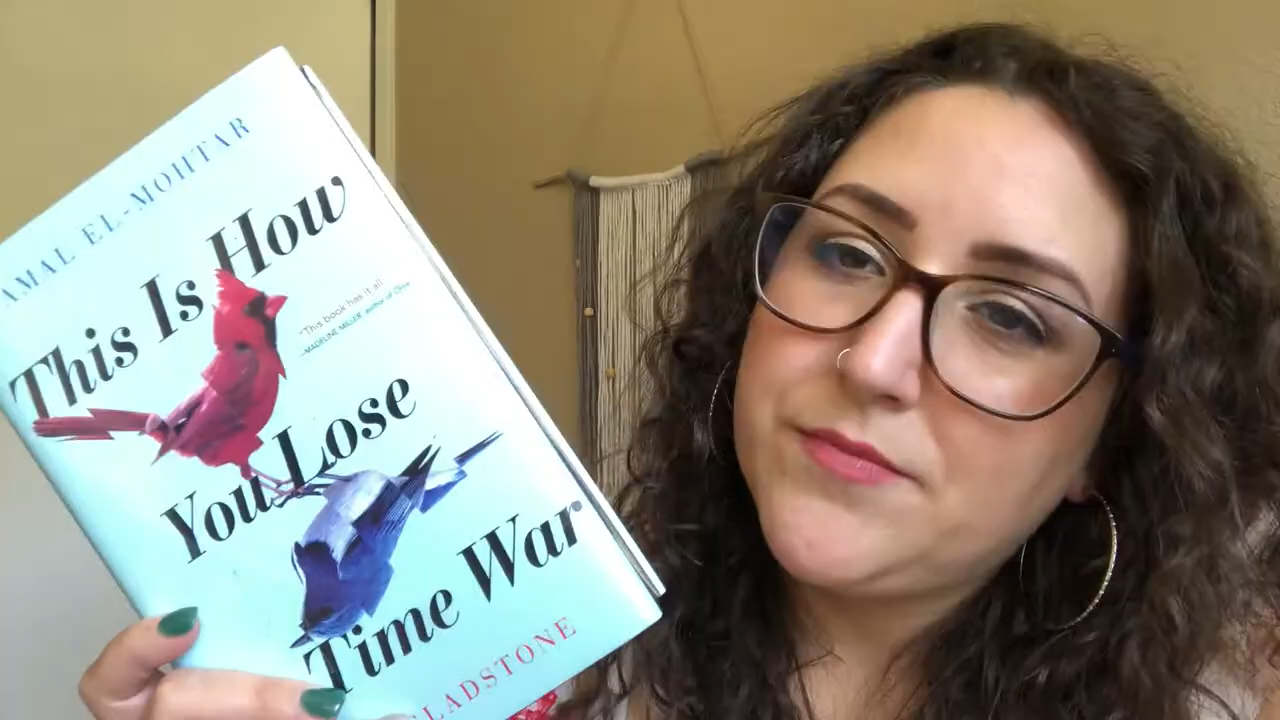 AMAL EL-MOHTAR
This Is How
"This book has it all
—MADELINE MILLER, author of Circe
You Lose
Time War
GLADSTONE